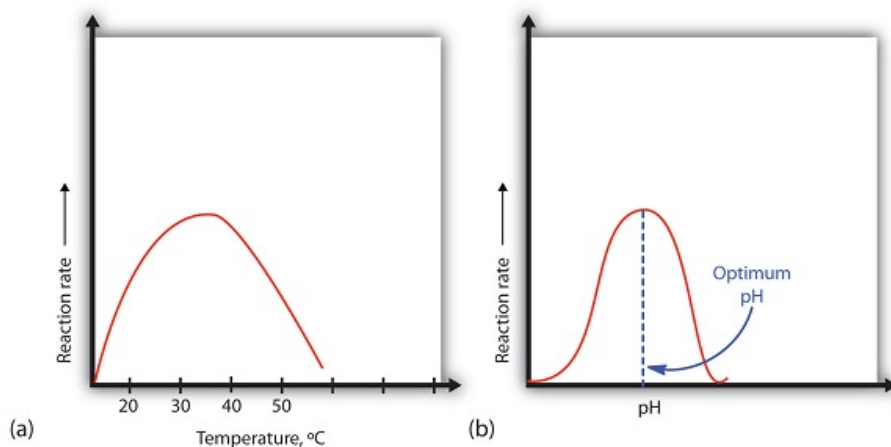 Reaction rate
20 30 40 50
(a)
Temperature, ºC
Reaction rate
Optimum
pH
pH
(b)